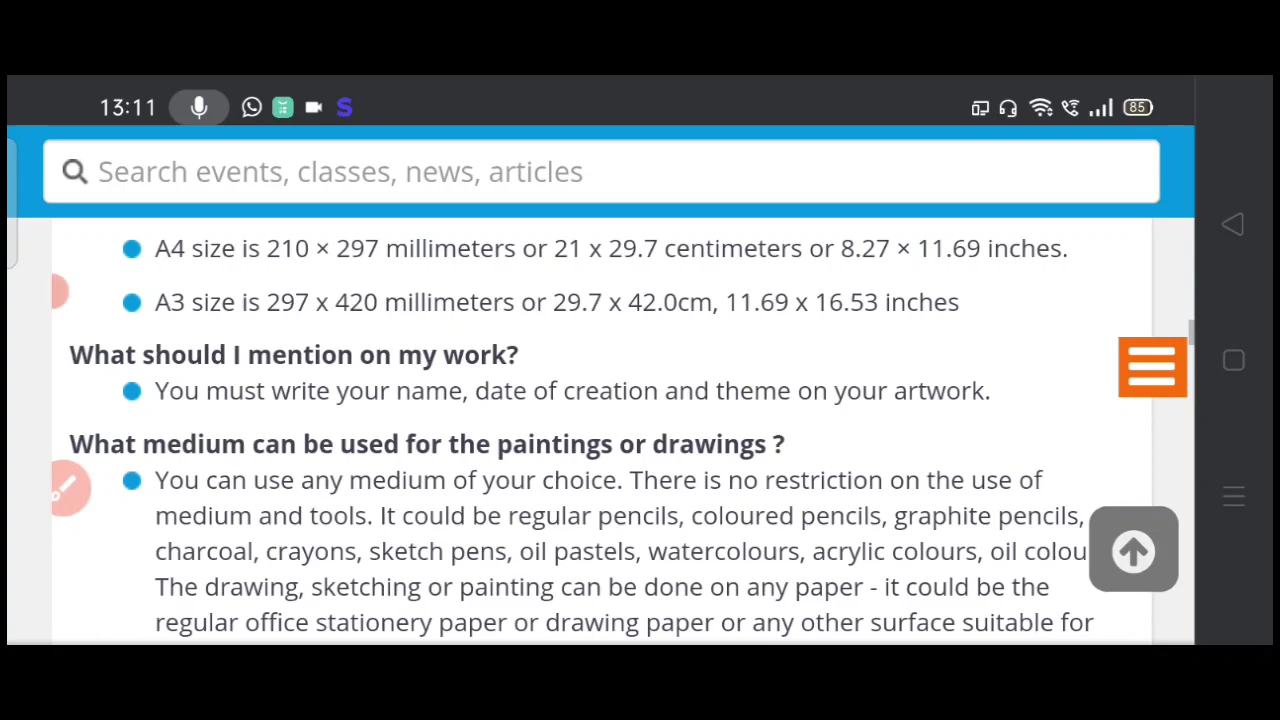 13:11
S
85
Search events, classes, news, articles
A4 size is 210 × 297 millimeters or 21 x 29.7 centimeters or 8.27 × 11.69 inches.
A3 size is 297 x 420 millimeters or 29.7 x 42.0cm, 11.69 x 16.53 inches
What should I mention on my work?
You must write your name, date of creation and theme on your artwork.
What medium can be used for the paintings or drawings ?
You can use any medium of your choice. There is no restriction on the use of
medium and tools. It could be regular pencils, coloured pencils, graphite pencils,
charcoal, crayons, sketch pens, oil pastels, watercolours, acrylic colours, oil colou
The drawing, sketching or painting can be done on any paper - it could be the
regular office stationery paper or drawing paper or any other surface suitable for